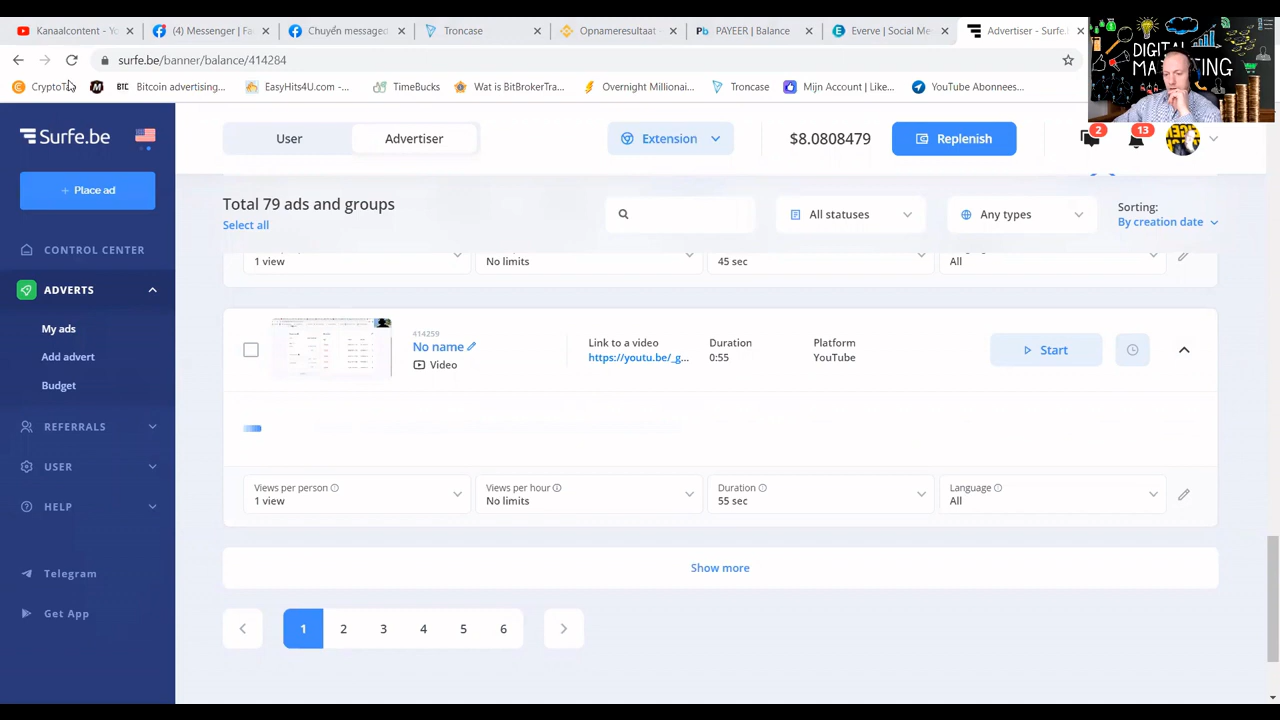 Kanaalcontent - Y
(4) Messenger | Fa
Chuyển messaged
Troncase
Opnameresultaat
PAYEER | Balance
Everve | Social Me
Advertiser - Surfe.b
surfe.be/banner/balance/414284
CryptoTa
BTC Bitcoin advertising...
EasyHits4U.com -...
TimeBucks
Wat is BitBrokerTra...
Overnight Millionai...
Troncase
Mijn Account | Like...
YouTube Abonnees...
DIGITAL
MARKETING
Surfe.be
User
Advertiser
Extension
$8.0808479
Replenish
2
13
+ Place ad
CONTROL CENTER
ADVERTS
My ads
Add advert
Budget
REFERRALS
USER
HELP
Telegram
Get App
Total 79 ads and groups
Select all
All statuses
Any types
Sorting:
By creation date
1 view
No limits
45 sec
All
414259
No name
Video
Link to a video
https://youtu.be/_g...
Duration
0:55
Platform
YouTube
Start
Views per person
1 view
Views per hour
No limits
Duration
55 sec
Language
All
Show more
1 2 3 4 5 6